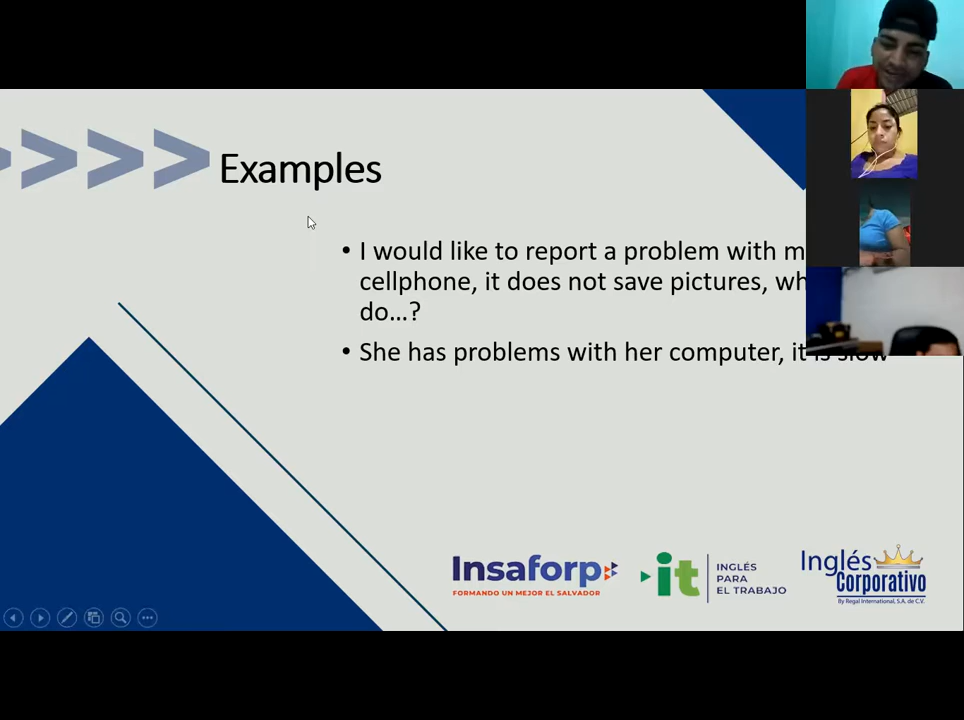 Examples
• I would like to report a problem with
cellphone, it does not save pictures,
do...?
• She has problems with her computer, it is slow
Insaforp
FORMANDO UN MEJOR EL SALVADOR
it
INGLÉS
PARA
EL TRABAJO
Inglés
Corporativo
By Regal International, S.A. de C.V.